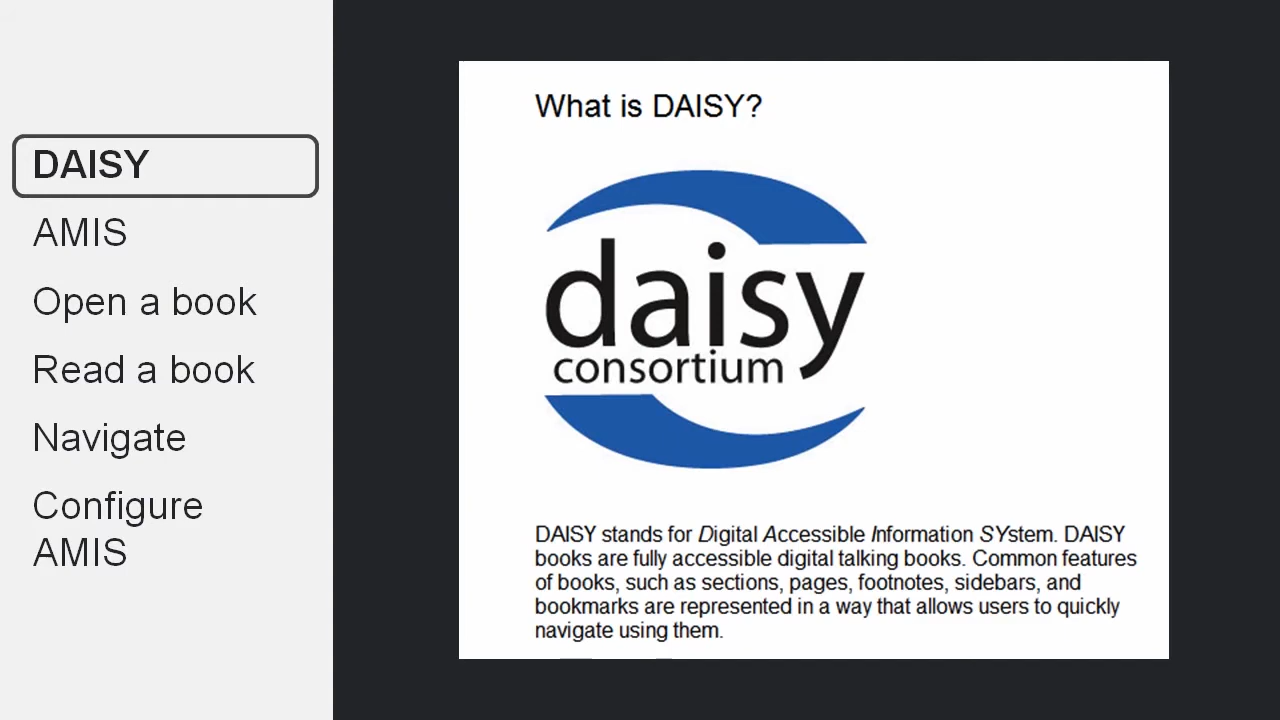 DAISY
AMIS
Open a book
Read a book
Navigate
Configure
AMIS
What is DAISY?
daisy
consortium
DAISY stands for Digital Accessible Information SYstem. DAISY
books are fully accessible digital talking books. Common features
of books, such as sections, pages, footnotes, sidebars, and
bookmarks are represented in a way that allows users to quickly
navigate using them.